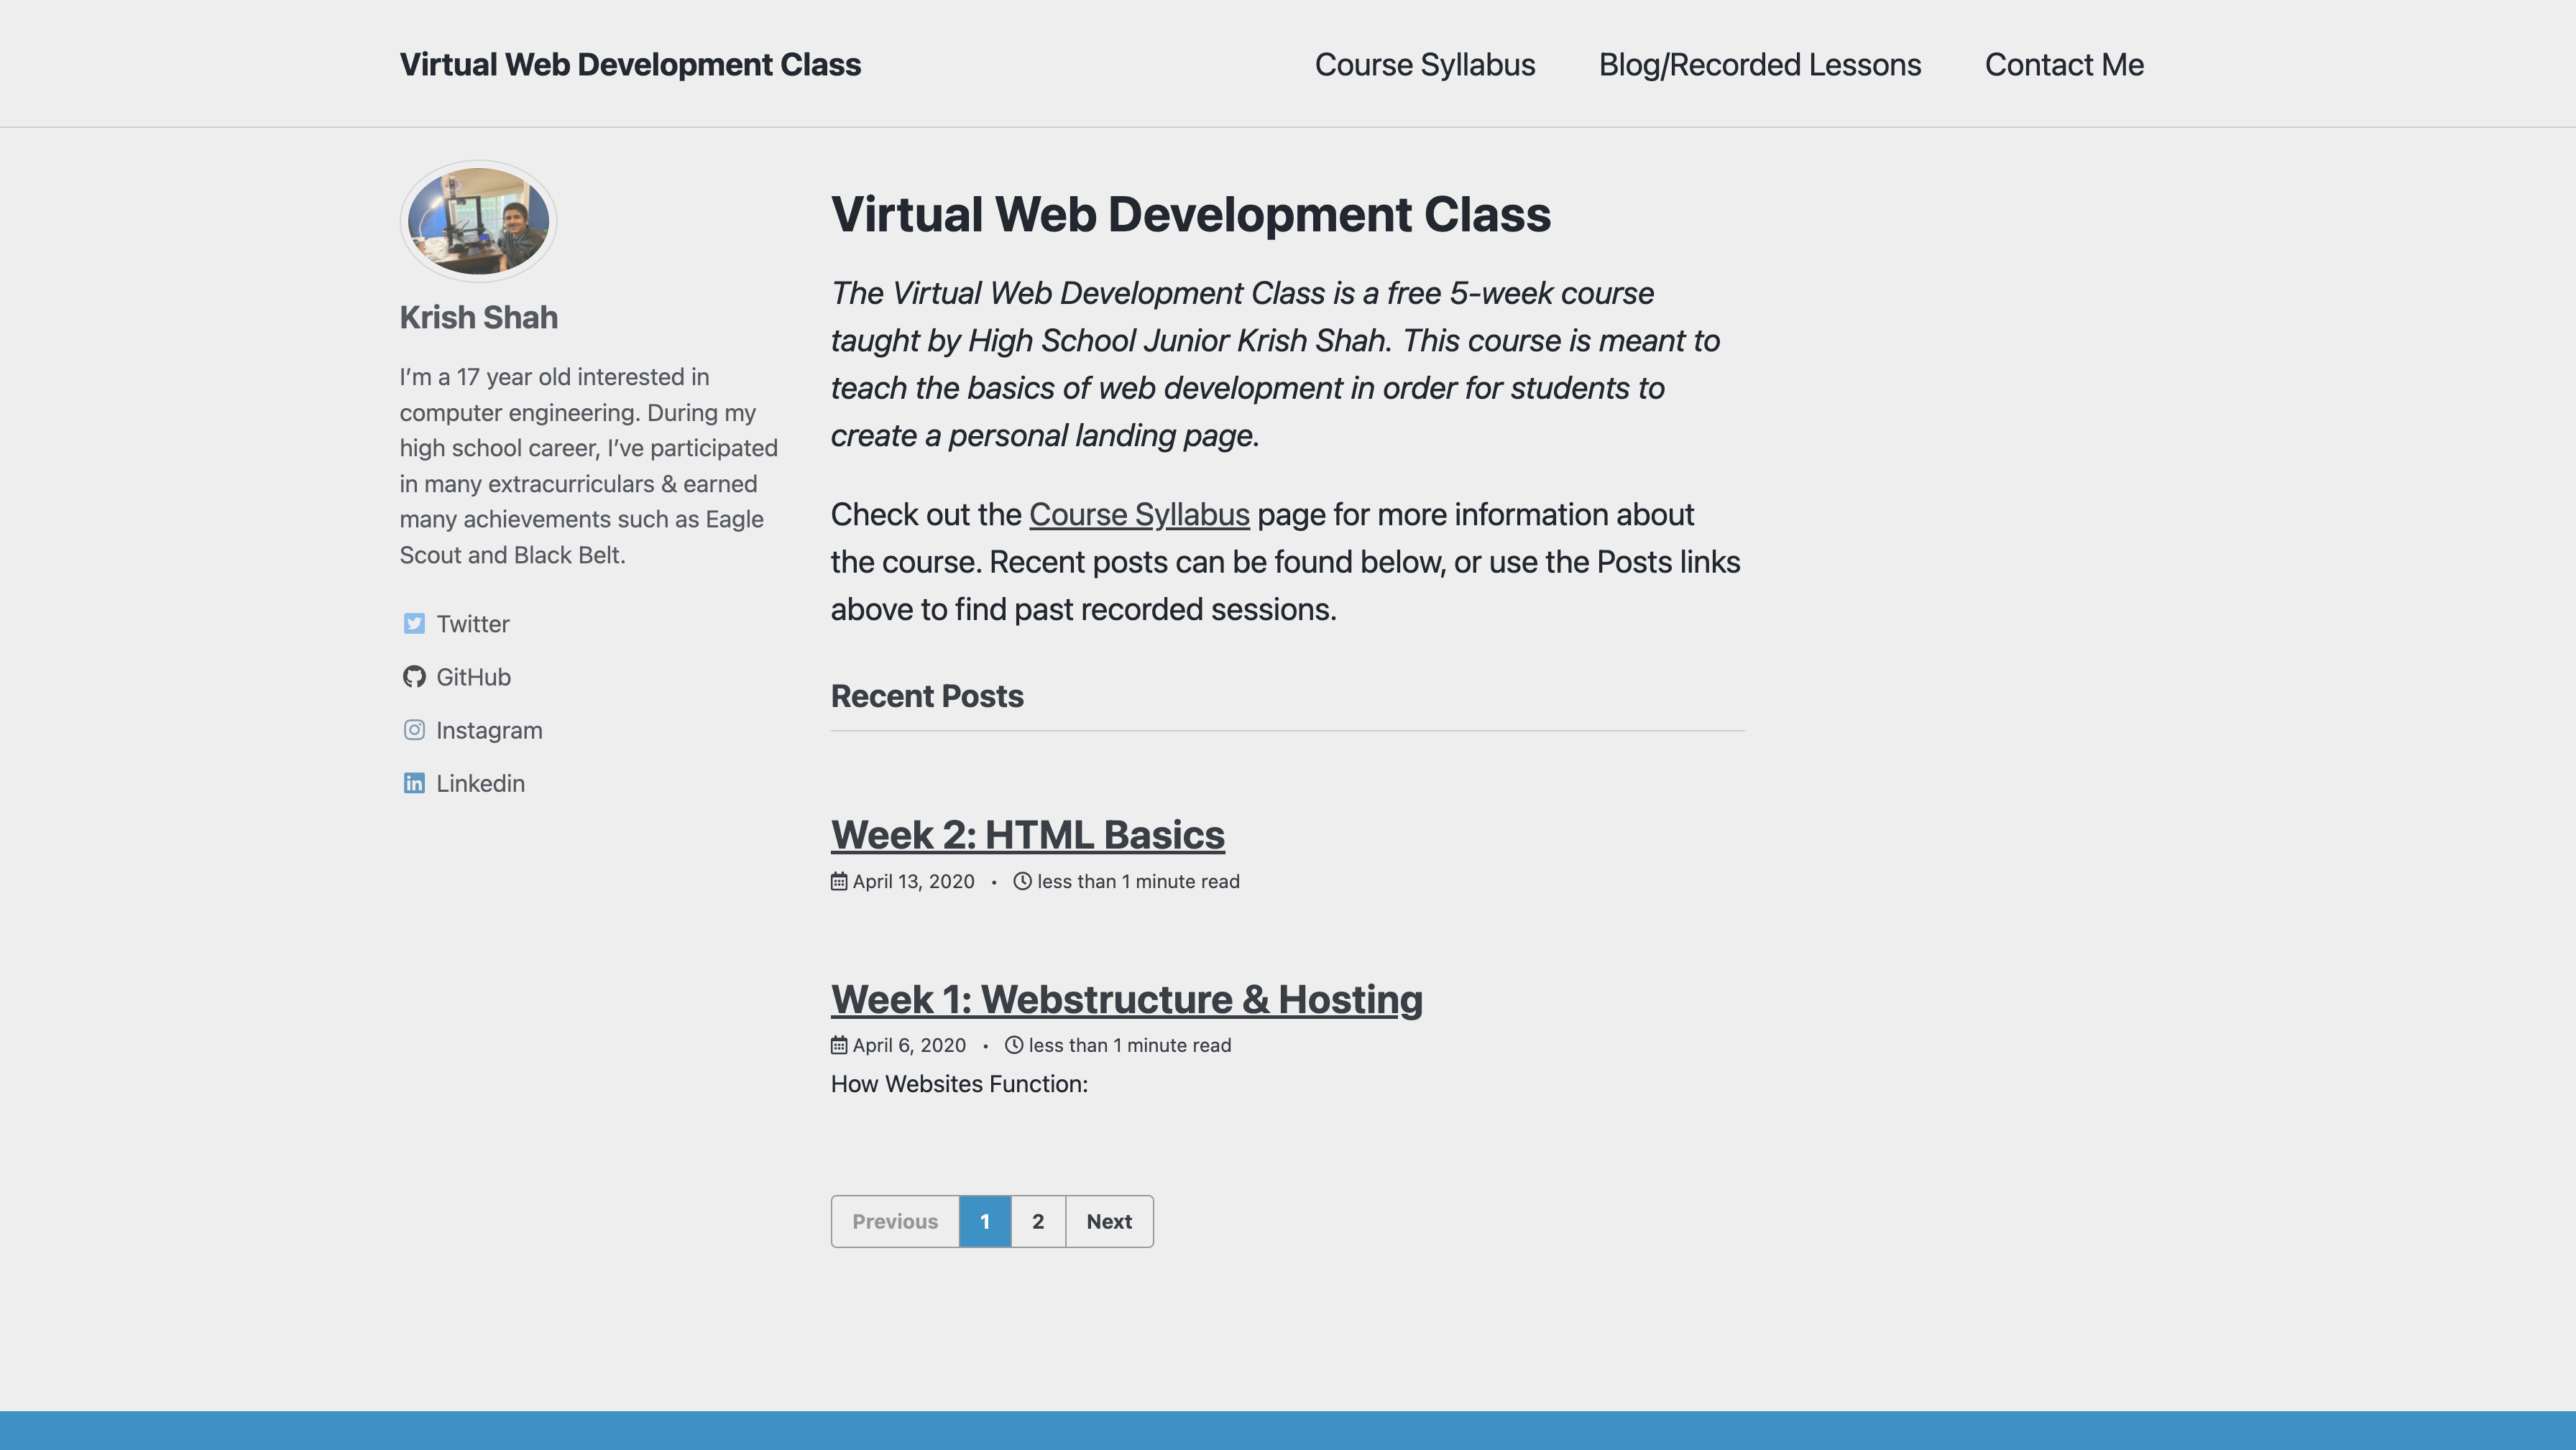 Virtual Web Development Class
Course Syllabus
Blog/Recorded Lessons
Contact Me
Krish Shah
I’m a 17 year old interested in
computer engineering. During my
high school career, I’ve participated
in many extracurriculars & earned
many achievements such as Eagle
Scout and Black Belt.
Twitter
GitHub
Instagram
Linkedin
Virtual Web Development Class
The Virtual Web Development Class is a free 5-week course
taught by High School Junior Krish Shah. This course is meant to
teach the basics of web development in order for students to
create a personal landing page.
Check out the Course Syllabus page for more information about
the course. Recent posts can be found below, or use the Posts links
above to find past recorded sessions.
Recent Posts
Week 2: HTML Basics
April 13, 2020 • less than 1 minute read
Week 1: Webstructure & Hosting
April 6, 2020 • less than 1 minute read
How Websites Function:
Previous 1 2 Next